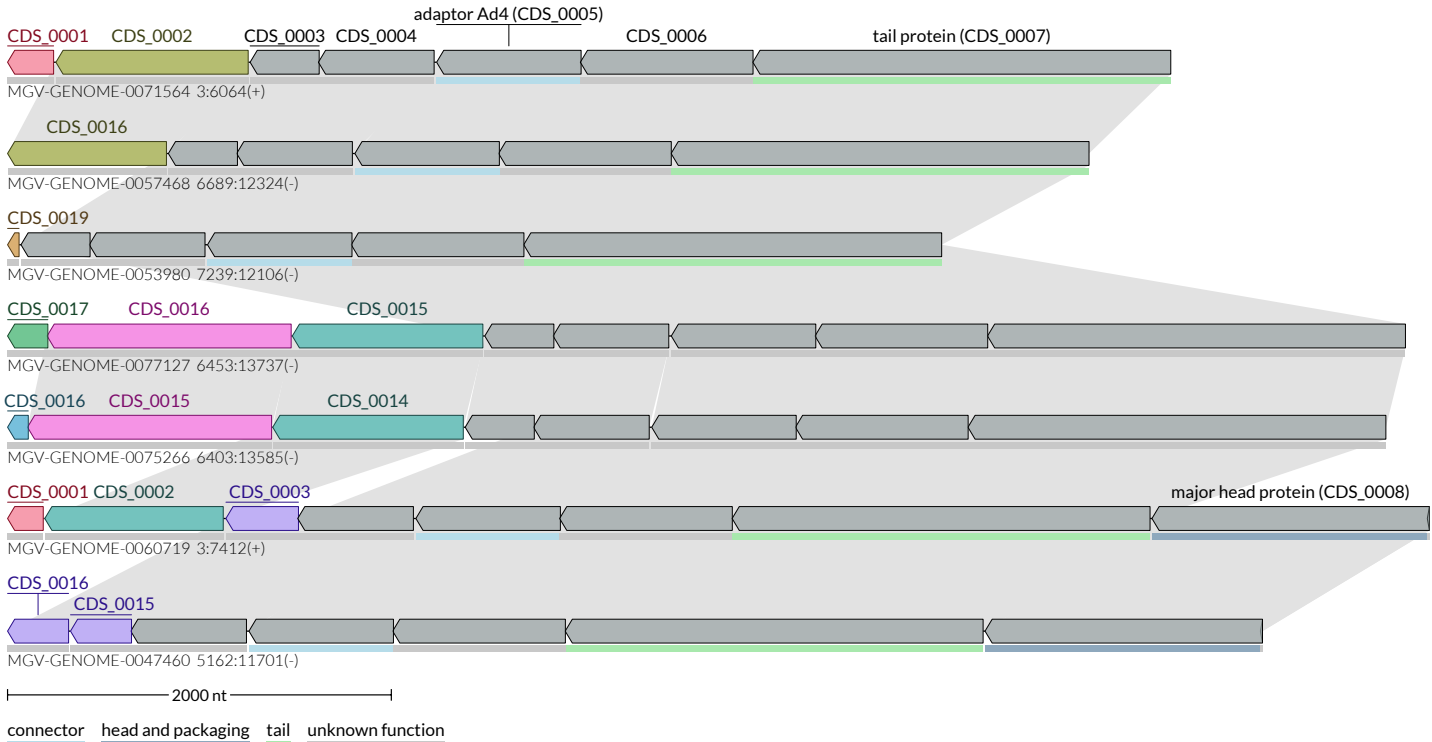 adaptor Ad4 (CDS_0005)
CDS_0001 CDS_0002 CDS_0003 CDS_0004 CDS_0006 tail protein (CDS_0007)
MGV-GENOME-0071564 3:6064(+)
CDS_0016
MGV-GENOME-0057468 6689:12324(-)
CDS_0019
MGV-GENOME-0053980 7239:12106(-)
CDS_0017 CDS_0016 CDS_0015
MGV-GENOME-0077127 6453:13737(-)
CDS_0016 CDS_0015 CDS_0014
MGV-GENOME-0075266 6403:13585(-)
CDS_0001 CDS_0002 CDS_0003 major head protein (CDS_0008)
MGV-GENOME-0060719 3:7412(+)
CDS_0016
CDS_0015
MGV-GENOME-0047460 5162:11701(-)
2000 nt
connector head and packaging tail unknown function